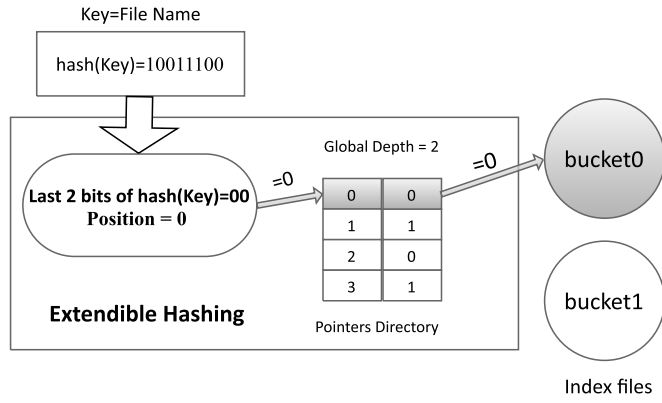 Key=File Name
hash(Key)=10011100
Global Depth = 2
=0
=0
bucket0
Last 2 bits of hash(Key)=00
Position = 0
0 0
1 1
2 0
3 1
Extendible Hashing
Pointers Directory
bucket1
Index files